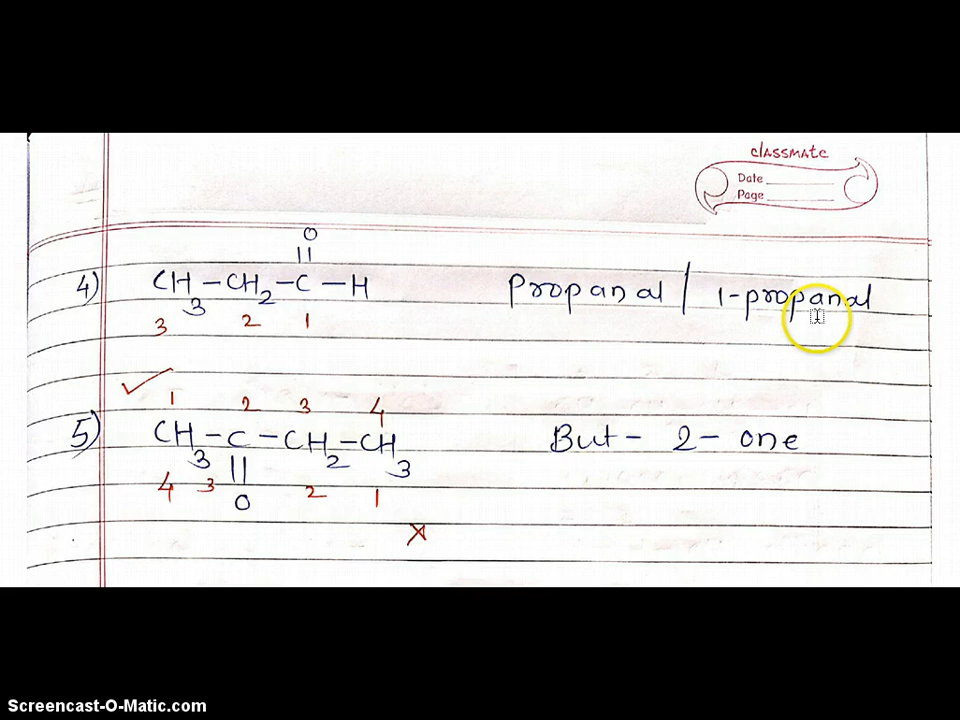 classmate
Date
Page
O
||
4) CH3 - CH2 - C - H Propanal / 1-propanal
3 2 1
1 2 3 4
5) CH3 - C - CH2 - CH3 But - 2 - one
||
4 3 2 1
O
Screencast-O-Matic.com